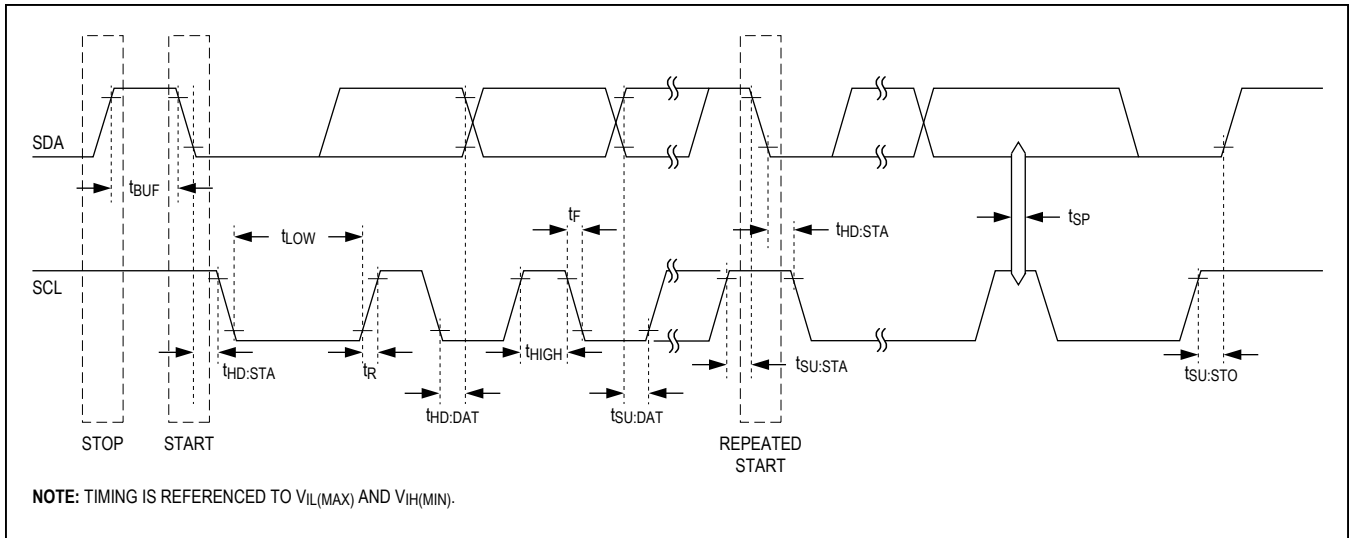 SDA
tBUF
tF
tLOW
tHD:STA
tSP
SCL
tHD:STA
tR
tHIGH
tSU:STA
tHD:DAT
tSU:DAT
tSU:STO
STOP
START
REPEATED
START
NOTE: TIMING IS REFERENCED TO VIL(MAX) AND VIH(MIN).